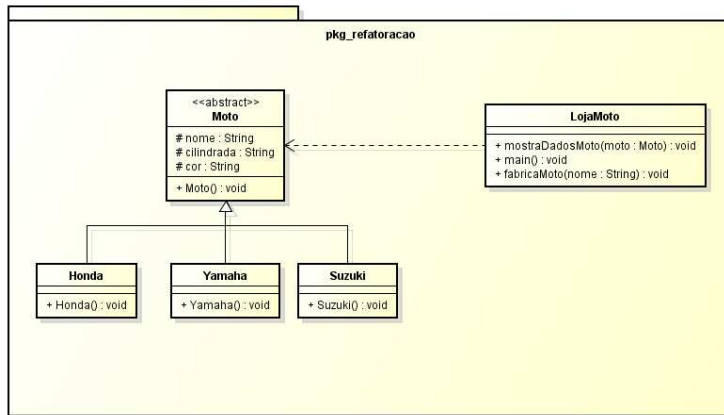 pkg_refatoracao
<<abstract>>
Moto
# nome : String
# cilindrada : String
# cor : String
+ Moto() : void
LojaMoto
+ mostraDadosMoto(moto : Moto) : void
+ main() : void
+ fabricaMoto(nome : String) : void
Honda
+ Honda() : void
Yamaha
+ Yamaha() : void
Suzuki
+ Suzuki() : void